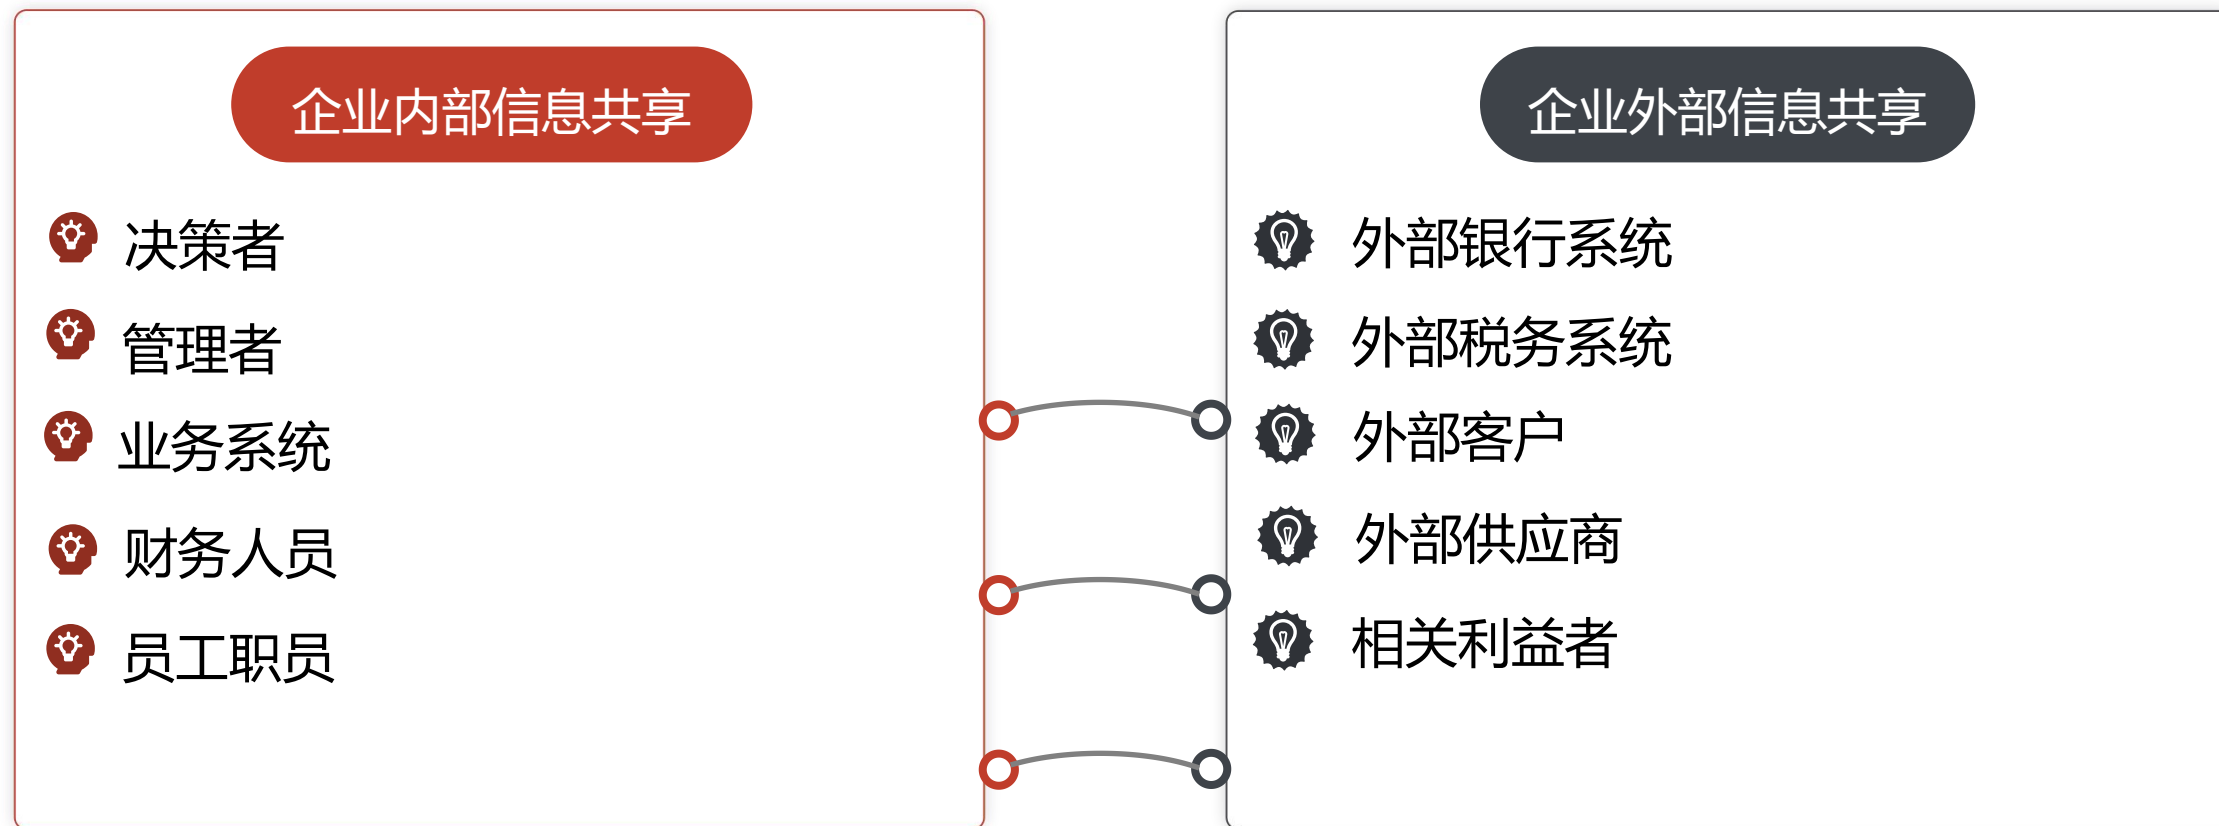 企业内部信息共享
决策者
管理者
业务系统
财务人员
员工职员
企业外部信息共享
外部银行系统
外部税务系统
外部客户
外部供应商
相关利益者